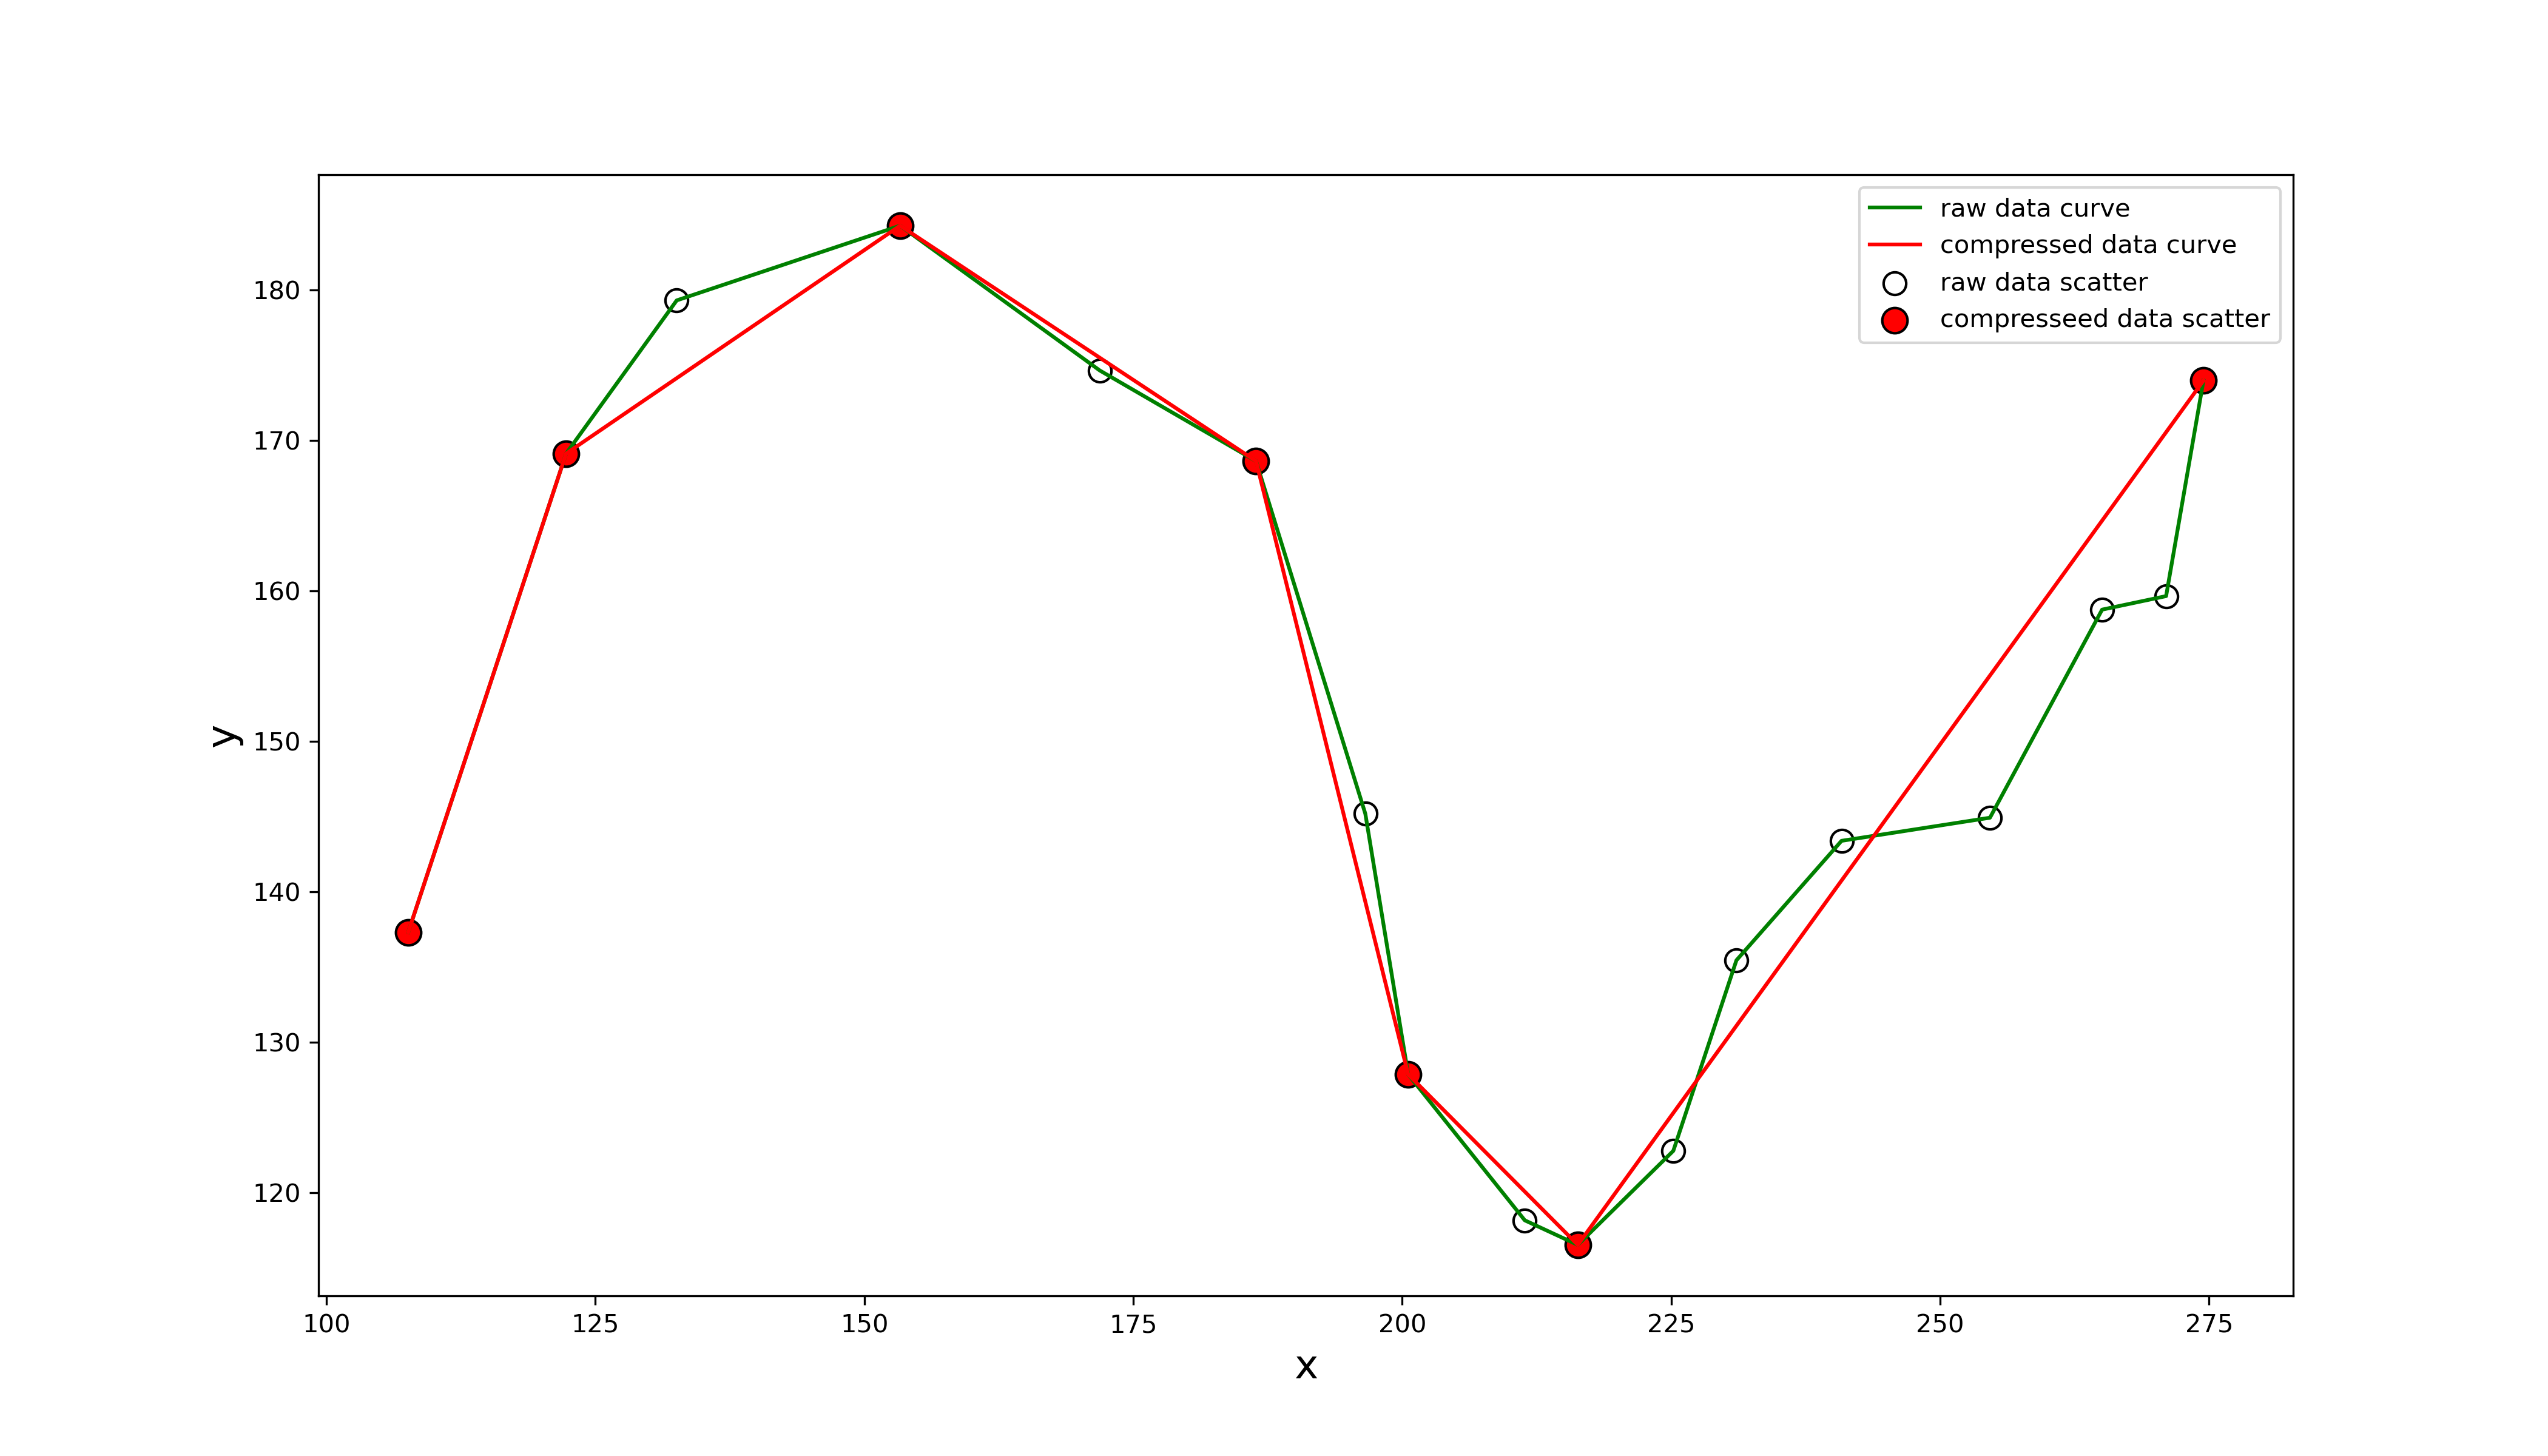 raw data curve
compressed data curve
raw data scatter
compresseed data scatter
180
170
160
150
140
130
120
y
100 125 150 175 200 225 250 275
x